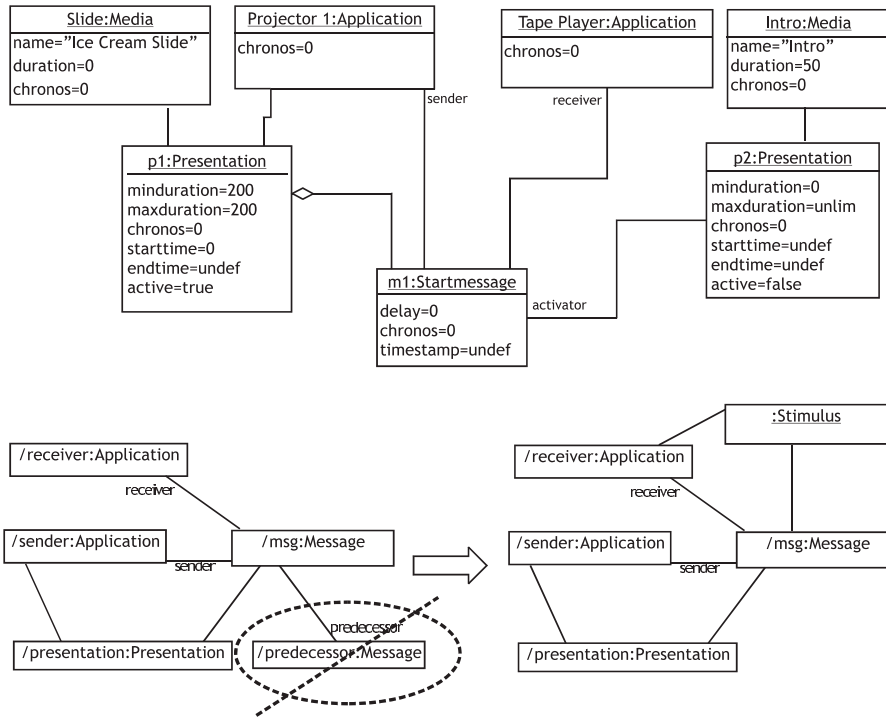 Slide:Media
name="Ice Cream Slide"
duration=0
chronos=0
Projector 1:Application
chronos=0
sender
Tape Player:Application
chronos=0
receiver
Intro:Media
name="Intro"
duration=50
chronos=0
p1:Presentation
minduration=200
maxduration=200
chronos=0
starttime=0
endtime=undef
active=true
p2:Presentation
minduration=0
maxduration=unlim
chronos=0
starttime=undef
endtime=undef
active=false
m1:Startmessage
delay=0
chronos=0
timestamp=undef
activator
/receiver:Application
receiver
/sender:Application
sender
/msg:Message
predecessor
/presentation:Presentation
/predecessor:Message
:Stimulus
/receiver:Application
receiver
/sender:Application
sender
/msg:Message
/presentation:Presentation